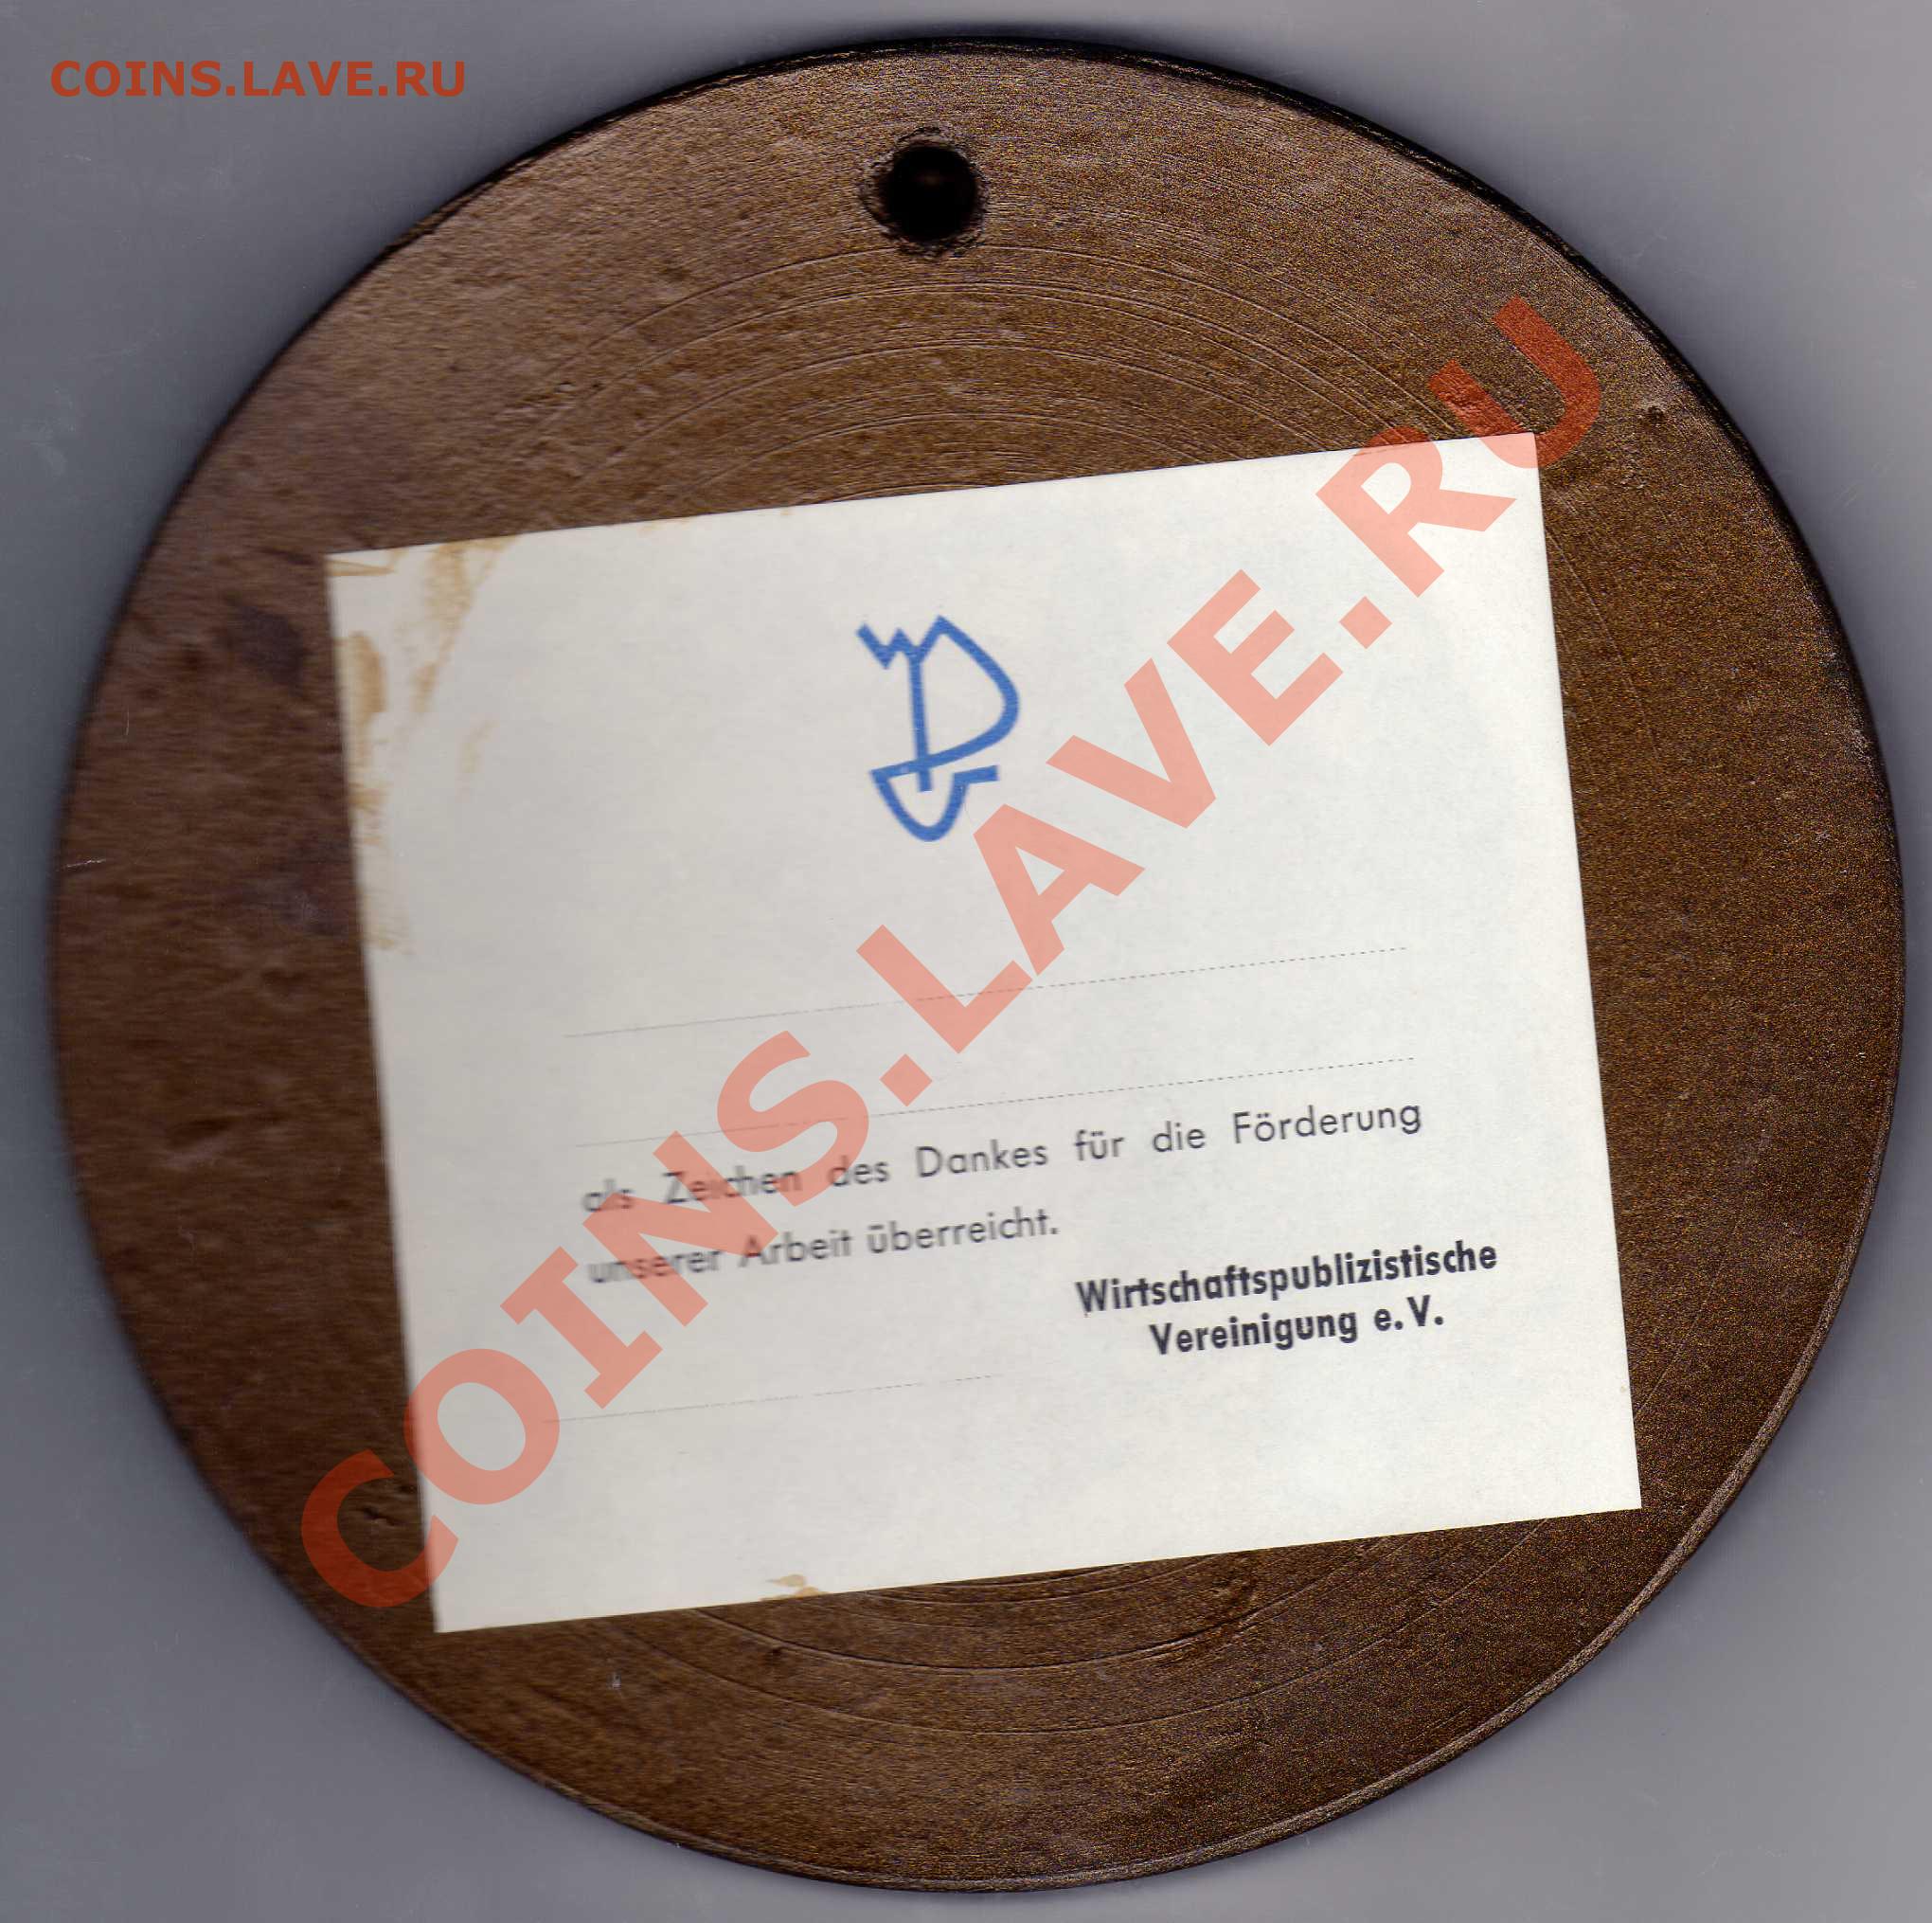 COINS.LAVE.RU
COINS.LAVE.RU
als Zeichen des Dankes für die Förderung
unserer Arbeit überreicht.
Wirtschaftspublizistische
Vereinigung e.V.